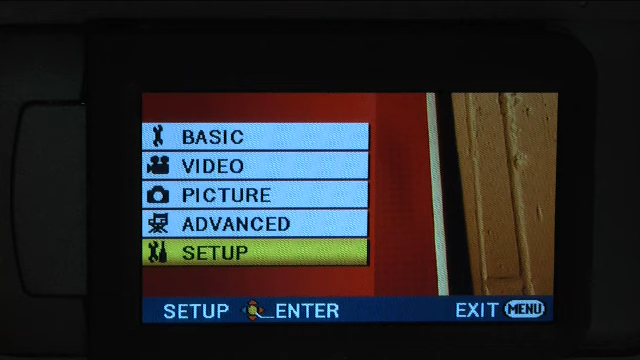 BASIC
VIDEO
PICTURE
ADVANCED
SETUP
SETUP ENTER EXIT MENU